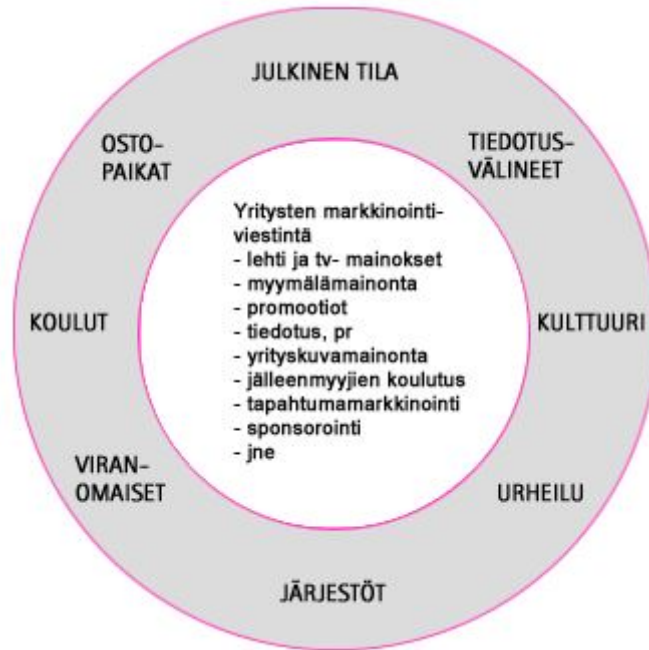 JULKINEN TILA
OSTO-
PAIKAT
TIEDOTUS-
VÄLINEET
Yritysten markkinointi-
viestintä
- lehti ja tv- mainokset
- myymälämainonta
- promootiot
- tiedotus, pr
- yrityskuvamainonta
- jälleenmyyjien koulutus
- tapahtumamarkkinointi
- sponsorointi
- jne
KOULUT
KULTTUURI
VIRAN-
OMAISET
URHEILU
JÄRJESTÖT